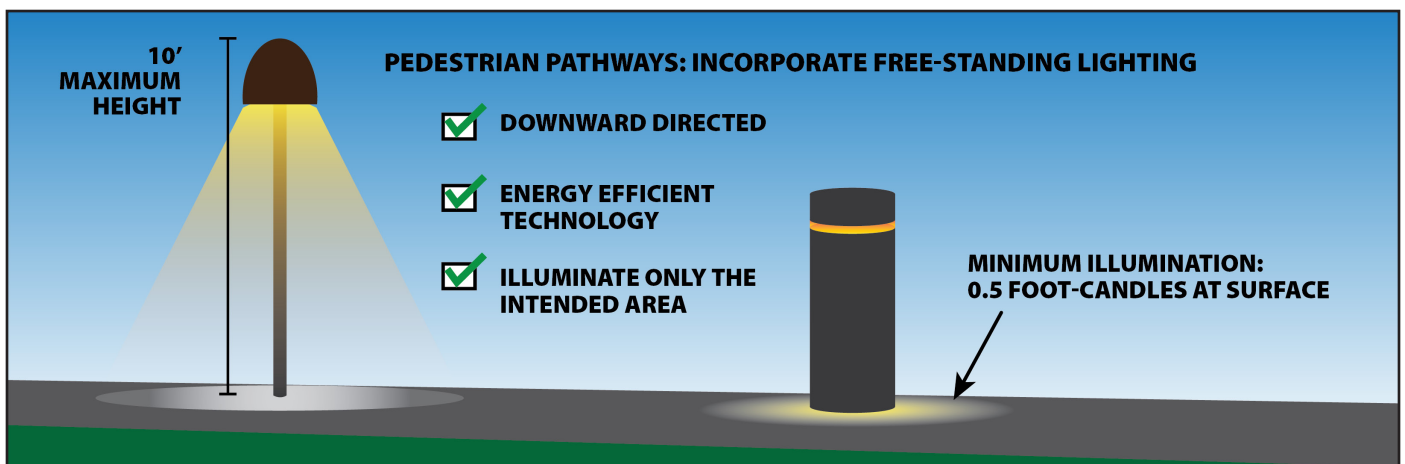 10’
MAXIMUM
HEIGHT
PEDESTRIAN PATHWAYS: INCORPORATE FREE-STANDING LIGHTING
DOWNWARD DIRECTED
ENERGY EFFICIENT
TECHNOLOGY
ILLUMINATE ONLY THE
INTENDED AREA
MINIMUM ILLUMINATION:
0.5 FOOT-CANDLES AT SURFACE